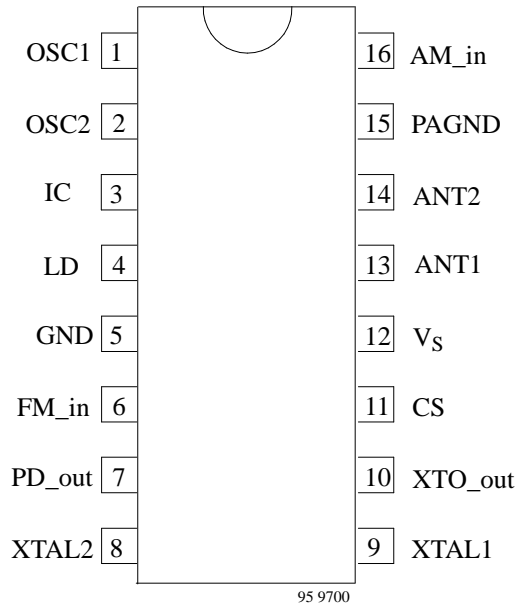 OSC1 1 16 AM_in
OSC2 2 15 PAGND
IC 3 14 ANT2
LD 4 13 ANT1
GND 5 12 VS
FM_in 6 11 CS
PD_out 7 10 XTO_out
XTAL2 8 9 XTAL1
95 9700